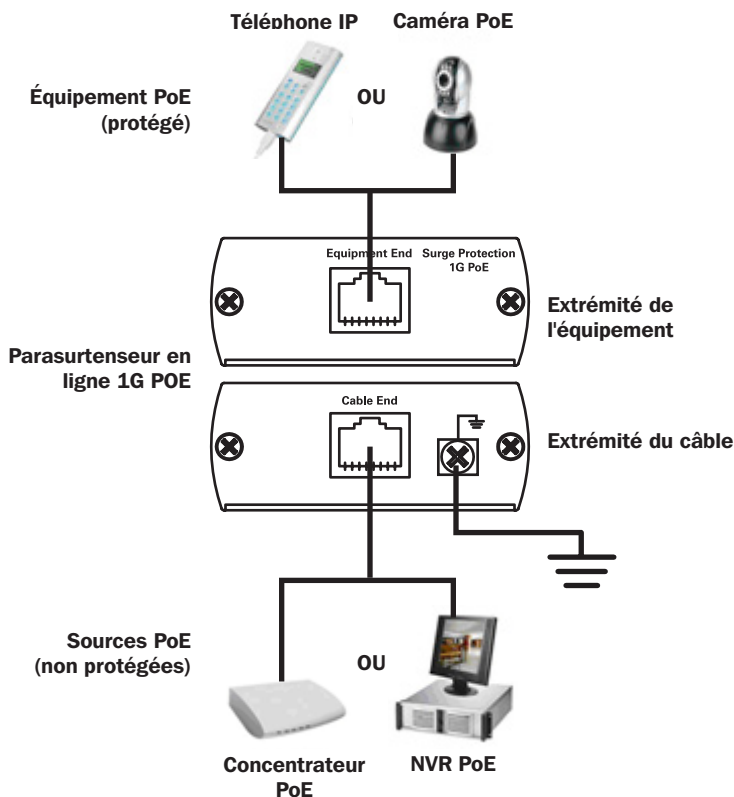 Téléphone IP
Caméra PoE
Équipement PoE
(protégé)
OU
Equipment End
Surge Protection
1G PoE
Extrémité de
l'équipement
Parasurtenseur en
ligne 1G POE
Cable End
Extrémité du câble
Sources PoE
(non protégées)
OU
Concentrateur
PoE
NVR PoE